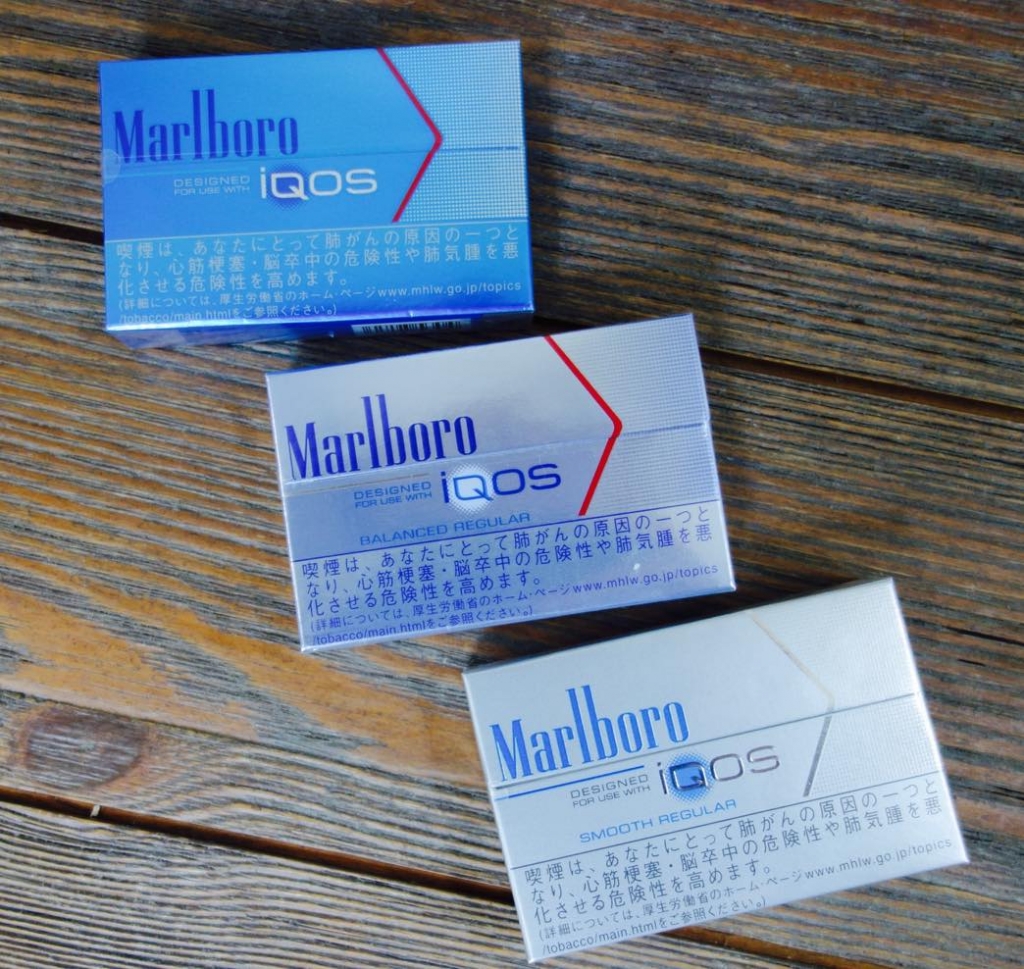 Marlboro
DESIGNED
FOR USE WITH
iQOS
喫煙は、あなたにとって肺がんの原因の一つと
なり、心筋梗塞・脳卒中の危険性や肺気腫を悪
化させる危険性を高めます。
(詳細については、厚生労働省のホーム・ページwww.mhlw.go.jp/topics
/tobacco/main.htmlをご参照ください。)
Marlboro
DESIGNED
FOR USE WITH
iQOS
BALANCED REGULAR
喫煙は、あなたにとって肺がんの原因の一つと
なり、心筋梗塞・脳卒中の危険性や肺気腫を悪
化させる危険性を高めます。
(詳細については、厚生労働省のホーム・ページwww.mhlw.go.jp/topics
/tobacco/main.htmlをご参照ください。)
Marlboro
DESIGNED
FOR USE WITH
iQOS
SMOOTH REGULAR
喫煙は、あなたにとって肺がんの原因の一つと
なり、心筋梗塞・脳卒中の危険性や肺気腫を悪
化させる危険性を高めます。
(詳細については、厚生労働省のホーム・ページwww.mhlw.go.jp/topics
/tobacco/main.htmlをご参照ください。)